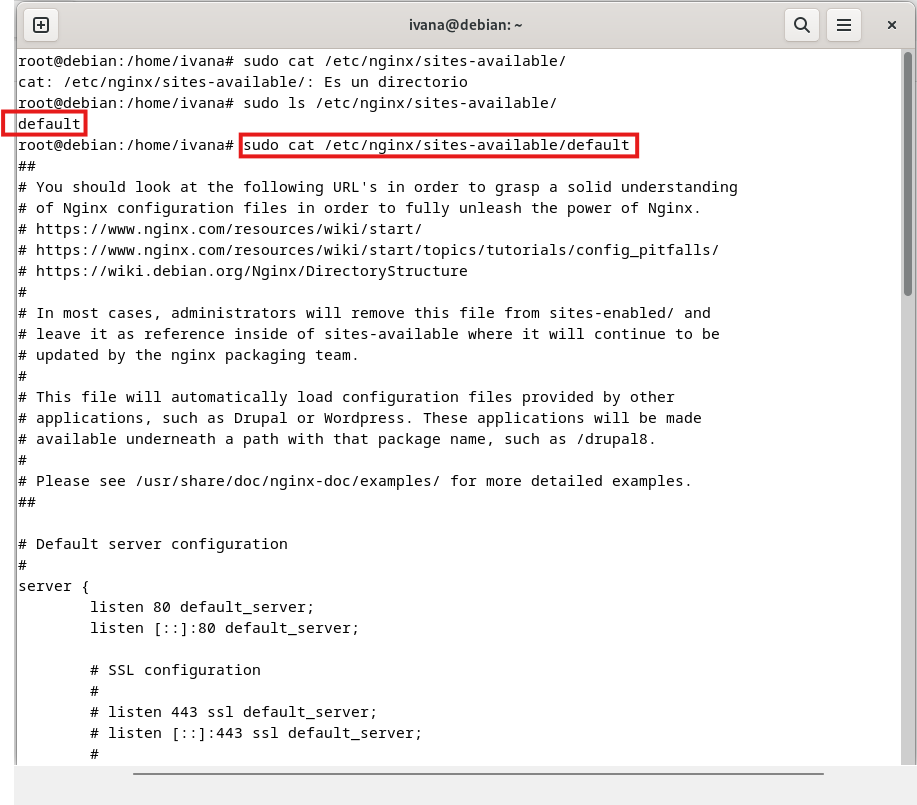 ivana@debian: ~
root@debian:/home/ivana# sudo cat /etc/nginx/sites-available/
cat: /etc/nginx/sites-available/: Es un directorio
root@debian:/home/ivana# sudo ls /etc/nginx/sites-available/
default
root@debian:/home/ivana# sudo cat /etc/nginx/sites-available/default
##
# You should look at the following URL's in order to grasp a solid understanding
# of Nginx configuration files in order to fully unleash the power of Nginx.
# https://www.nginx.com/resources/wiki/start/
# https://www.nginx.com/resources/wiki/start/topics/tutorials/config_pitfalls/
# https://wiki.debian.org/Nginx/DirectoryStructure
#
# In most cases, administrators will remove this file from sites-enabled/ and
# leave it as reference inside of sites-available where it will continue to be
# updated by the nginx packaging team.
#
# This file will automatically load configuration files provided by other
# applications, such as Drupal or Wordpress. These applications will be made
# available underneath a path with that package name, such as /drupal8.
#
# Please see /usr/share/doc/nginx-doc/examples/ for more detailed examples.
##

# Default server configuration
#
server {
        listen 80 default_server;
        listen [::]:80 default_server;

        # SSL configuration
        #
        # listen 443 ssl default_server;
        # listen [::]:443 ssl default_server;
        #